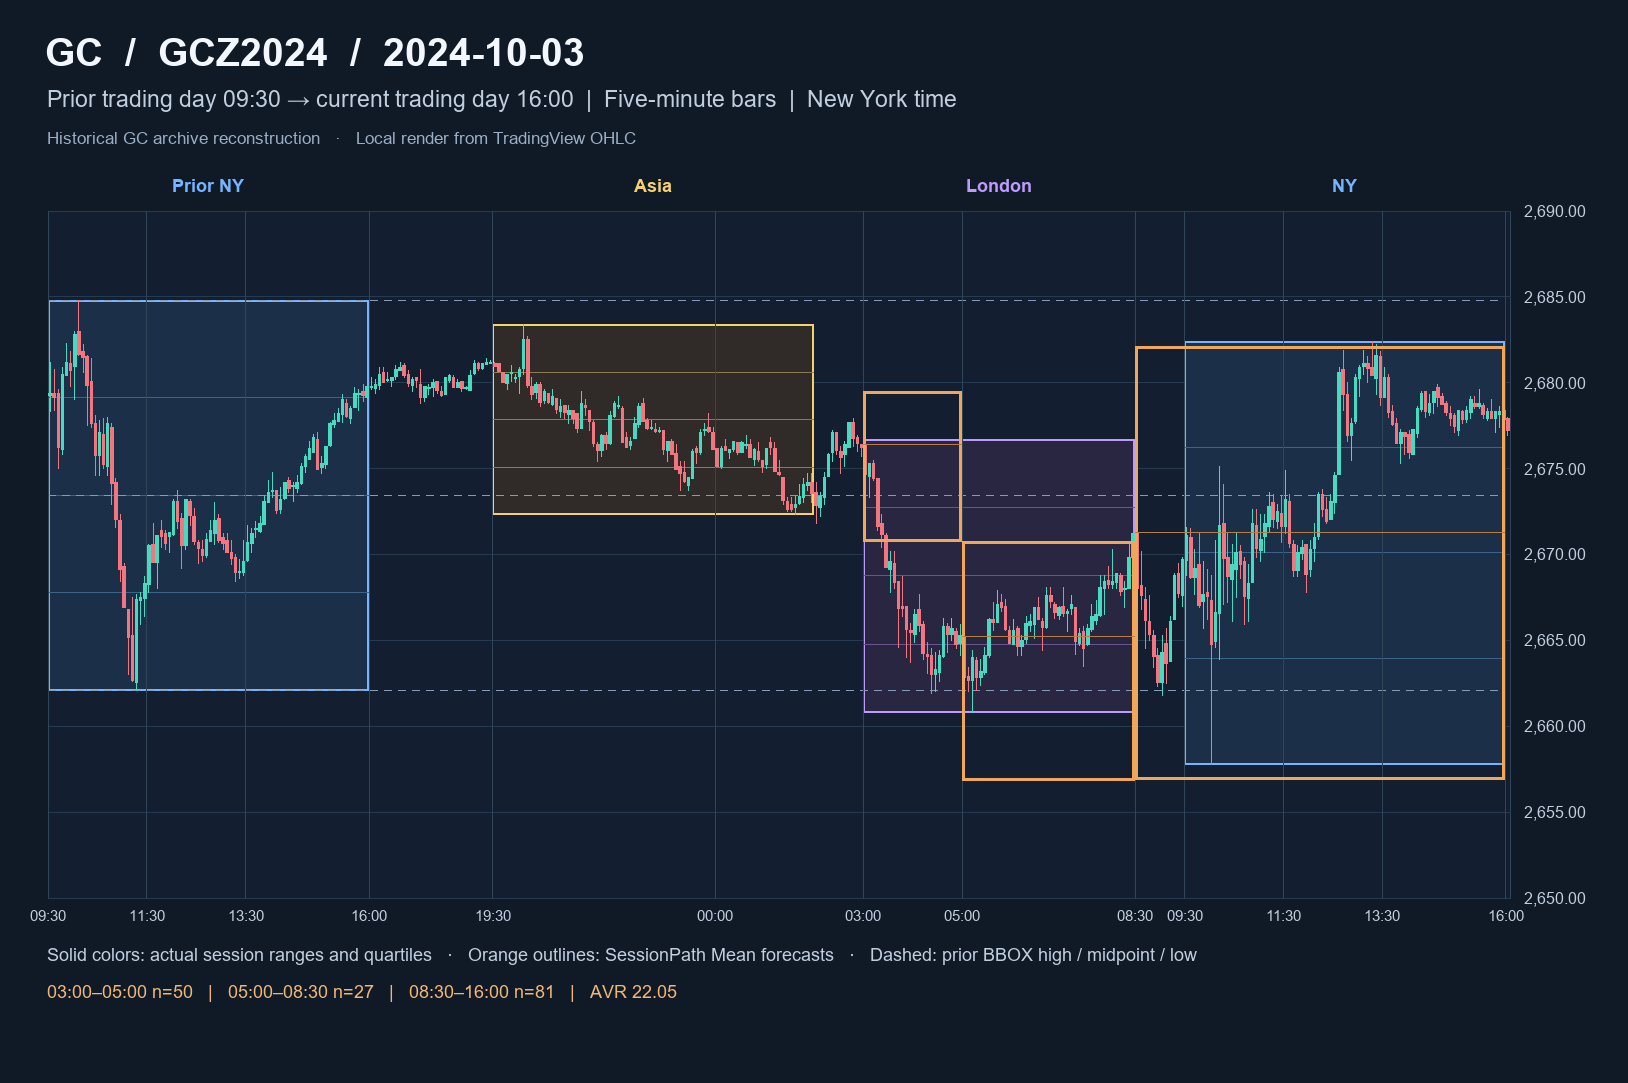 GC / GCZ2024 / 2024-10-03
Prior trading day 09:30 → current trading day 16:00 | Five-minute bars | New York time
Historical GC archive reconstruction · Local render from TradingView OHLC
Prior NY Asia London NY
2,690.00
2,685.00
2,680.00
2,675.00
2,670.00
2,665.00
2,660.00
2,655.00
2,650.00
09:30 11:30 13:30 16:00 19:30 00:00 03:00 05:00 08:30 09:30 11:30 13:30 16:00
Solid colors: actual session ranges and quartiles · Orange outlines: SessionPath Mean forecasts · Dashed: prior BBOX high / midpoint / low
03:00–05:00 n=50 | 05:00–08:30 n=27 | 08:30–16:00 n=81 | AVR 22.05